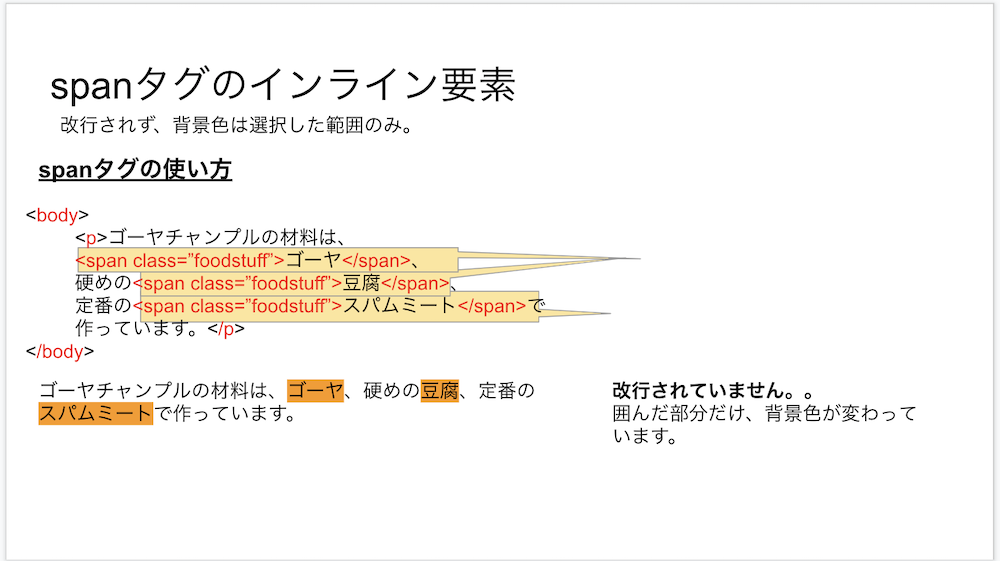 spanタグのインライン要素
改行されず、背景色は選択した範囲のみ。
spanタグの使い方
<body>
<p>ゴーヤチャンプルの材料は、
<span class=”foodstuff”>ゴーヤ</span>、
硬めの<span class=”foodstuff”>豆腐</span>、
定番の<span class=”foodstuff”>スパムミート</span>で
作っています。</p>
</body>
ゴーヤチャンプルの材料は、ゴーヤ、硬めの豆腐、定番の
スパムミートで作っています。
改行されていません。。
囲んだ部分だけ、背景色が変わって
います。